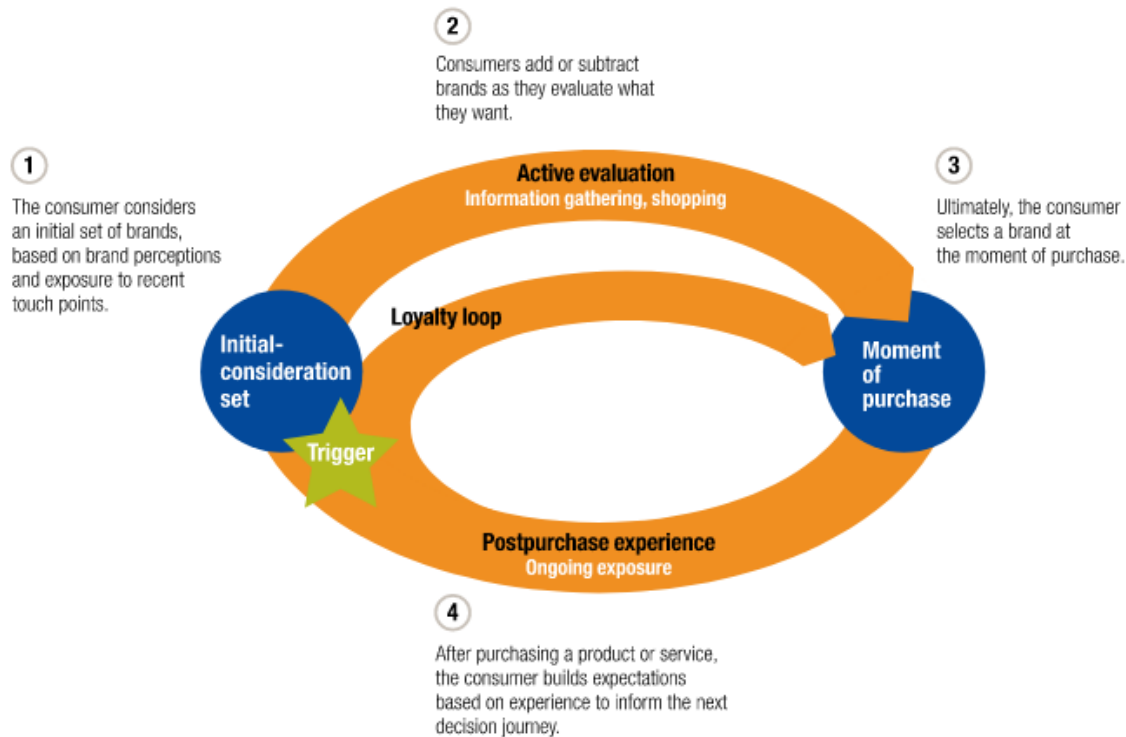 2
Consumers add or subtract
brands as they evaluate what
they want.
1
The consumer considers
an initial set of brands,
based on brand perceptions
and exposure to recent
touch points.
Active evaluation
Information gathering, shopping
3
Ultimately, the consumer
selects a brand at
the moment of purchase.
Loyalty loop
Initial-
consideration
set
Moment
of
purchase
Trigger
Postpurchase experience
Ongoing exposure
4
After purchasing a product or service,
the consumer builds expectations
based on experience to inform the next
decision journey.